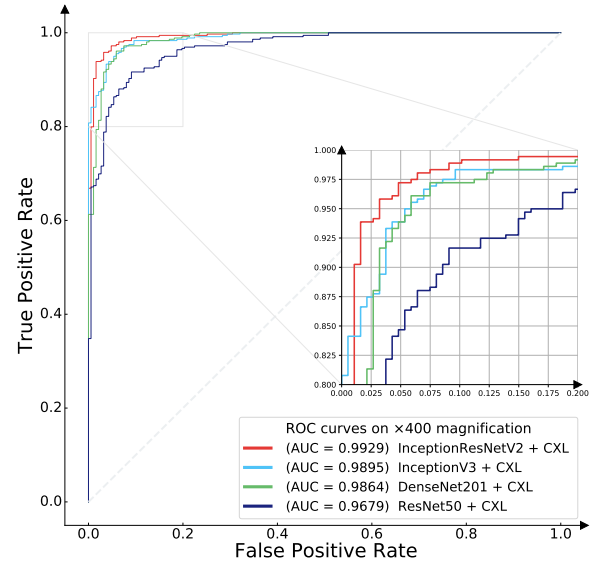 1.0
0.8
0.6
0.4
0.2
0.0
True Positive Rate
1.000
0.975
0.950
0.925
0.900
0.875
0.850
0.825
0.800
0.000 0.025 0.050 0.075 0.100 0.125 0.150 0.175 0.200
ROC curves on ×400 magnification
(AUC = 0.9929) InceptionResNetV2 + CXL
(AUC = 0.9895) InceptionV3 + CXL
(AUC = 0.9864) DenseNet201 + CXL
(AUC = 0.9679) ResNet50 + CXL
0.0 0.2 0.4 0.6 0.8 1.0
False Positive Rate